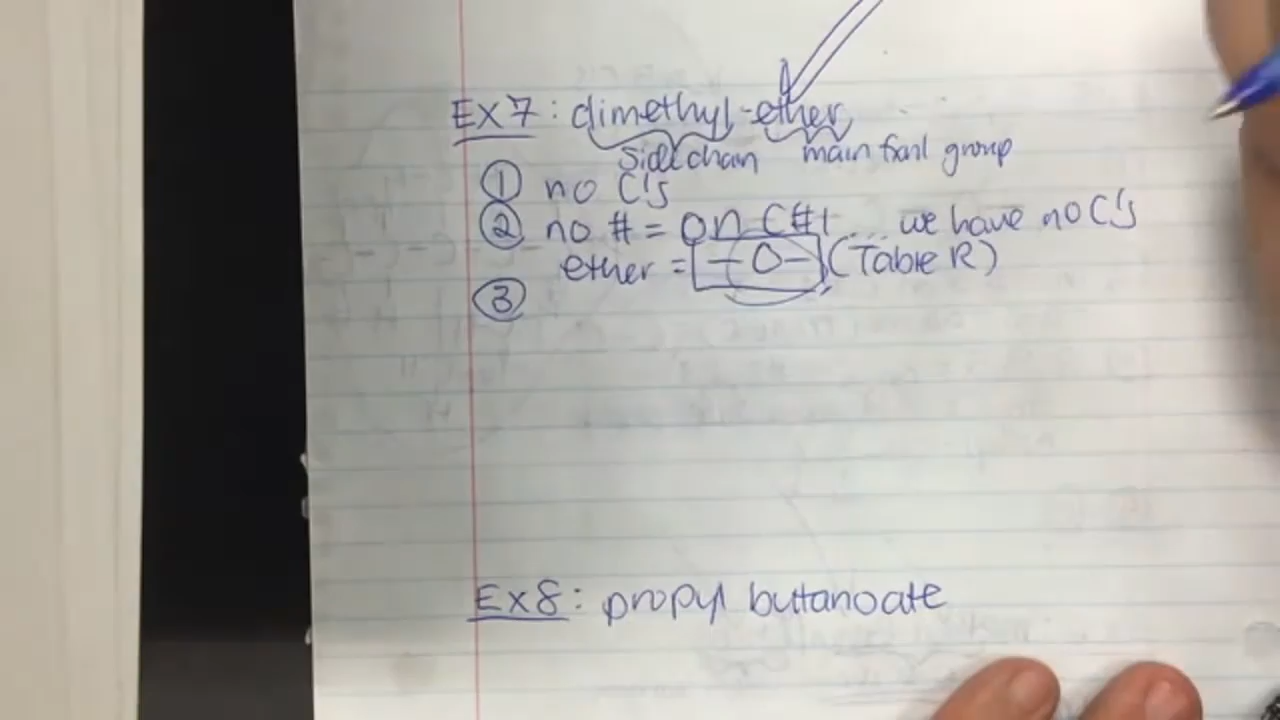 Ex7: dimethyl-ether
side chain main fxnl group
① no C's
② no # = on C#1... we have no C's
ether = -O- (Table R)
③
Ex8: propyl buttanoate